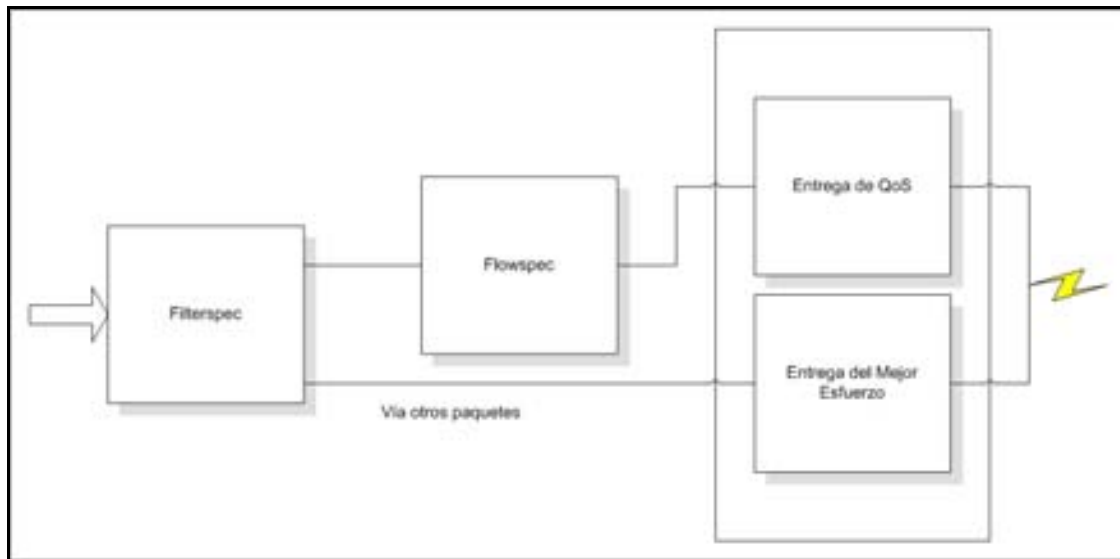 Entrega de QoS
Flowspec
Filterspec
Entrega del Mejor
Esfuerzo
Vía otros paquetes